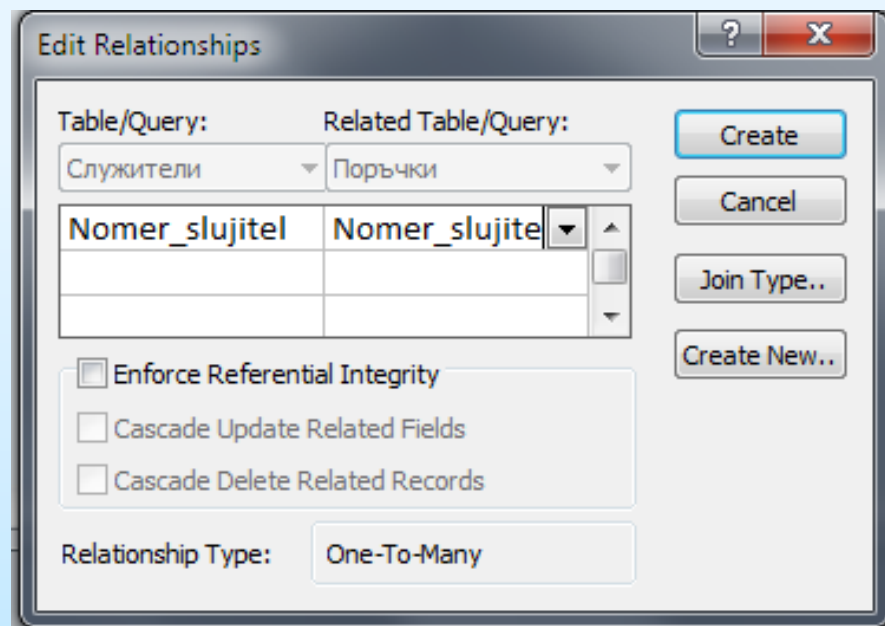 Edit Relationships
? x
Table/Query: Related Table/Query:
Create
Служители Поръчки
Cancel
Nomer_slujitel Nomer_slujite
Join Type..
Create New..
Enforce Referential Integrity
Cascade Update Related Fields
Cascade Delete Related Records
Relationship Type: One-To-Many